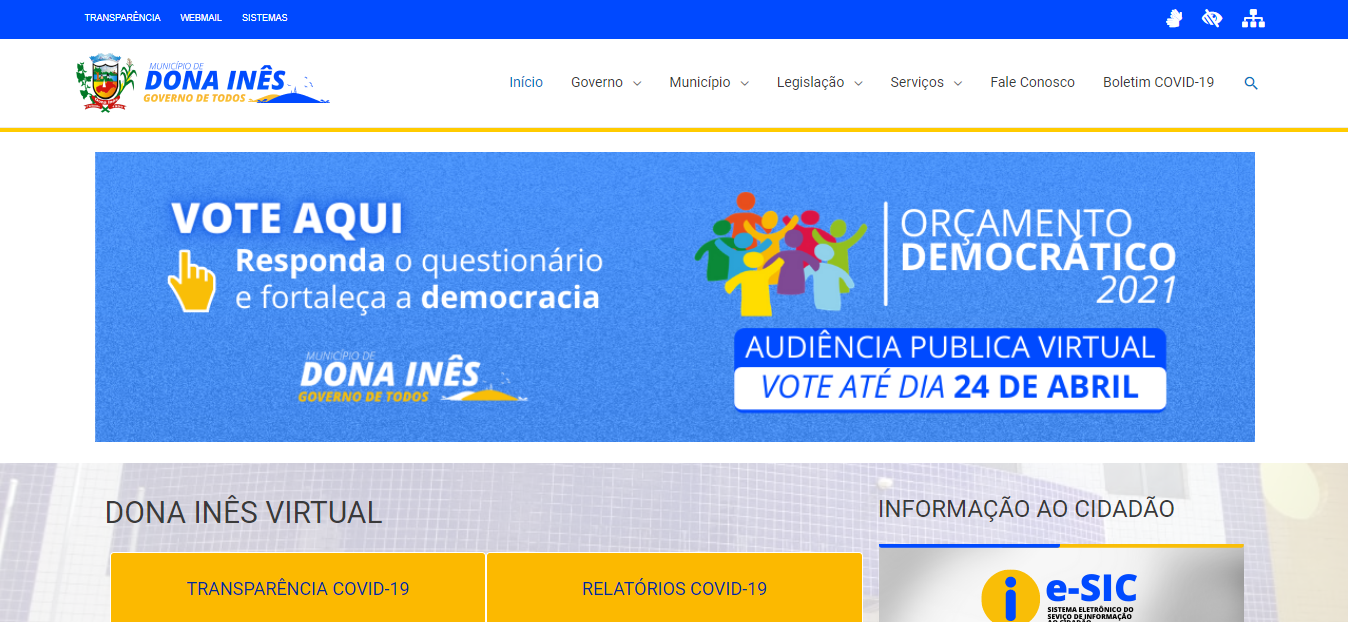 TRANSPARÊNCIA WEBMAIL SISTEMAS
MUNICÍPIO DE
DONA INÊS
GOVERNO DE TODOS
Início Governo Município Legislação Serviços Fale Conosco Boletim COVID-19
VOTE AQUI
Responda o questionário
e fortaleça a democracia
MUNICÍPIO DE
DONA INÊS
GOVERNO DE TODOS
ORÇAMENTO
DEMOCRÁTICO
2021
AUDIÊNCIA PUBLICA VIRTUAL
VOTE ATÉ DIA 24 DE ABRIL
DONA INÊS VIRTUAL
TRANSPARÊNCIA COVID-19
RELATÓRIOS COVID-19
INFORMAÇÃO AO CIDADÃO
e-SIC
SISTEMA ELETRÔNICO DO
SEVIÇO DE INFORMAÇÃO
AO CIDADÃO